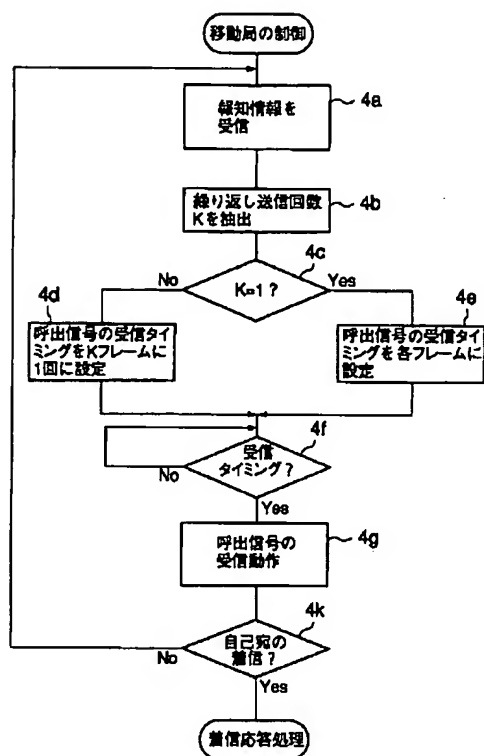 移動局の制御
報知情報を
受信
4a
繰り返し送信回数
Kを抽出
4b
4c
K=1？
No
Yes
4d
呼出信号の受信タイ
ミングをKフレームに
1回に設定
4e
呼出信号の受信タイ
ミングを各フレームに
設定
4f
受信
タイミング？
No
Yes
呼出信号の
受信動作
4g
4k
自己宛の
着信？
No
Yes
着信応答処理